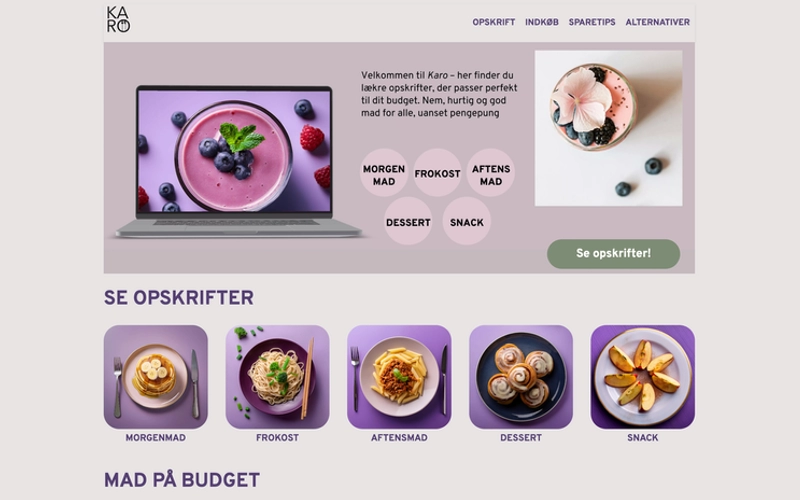 KA
RO
OPSKRIFT INDKØB SPARETIPS ALTERNATIVER
Velkommen til Karo – her finder du
lækre opskrifter, der passer perfekt
til dit budget. Nem, hurtig og god
mad for alle, uanset pengepung
MORGEN
MAD
FROKOST
AFTENS
MAD
DESSERT
SNACK
Se opskrifter!
SE OPSKRIFTER
MORGENMAD
FROKOST
AFTENSMAD
DESSERT
SNACK
MAD PÅ BUDGET